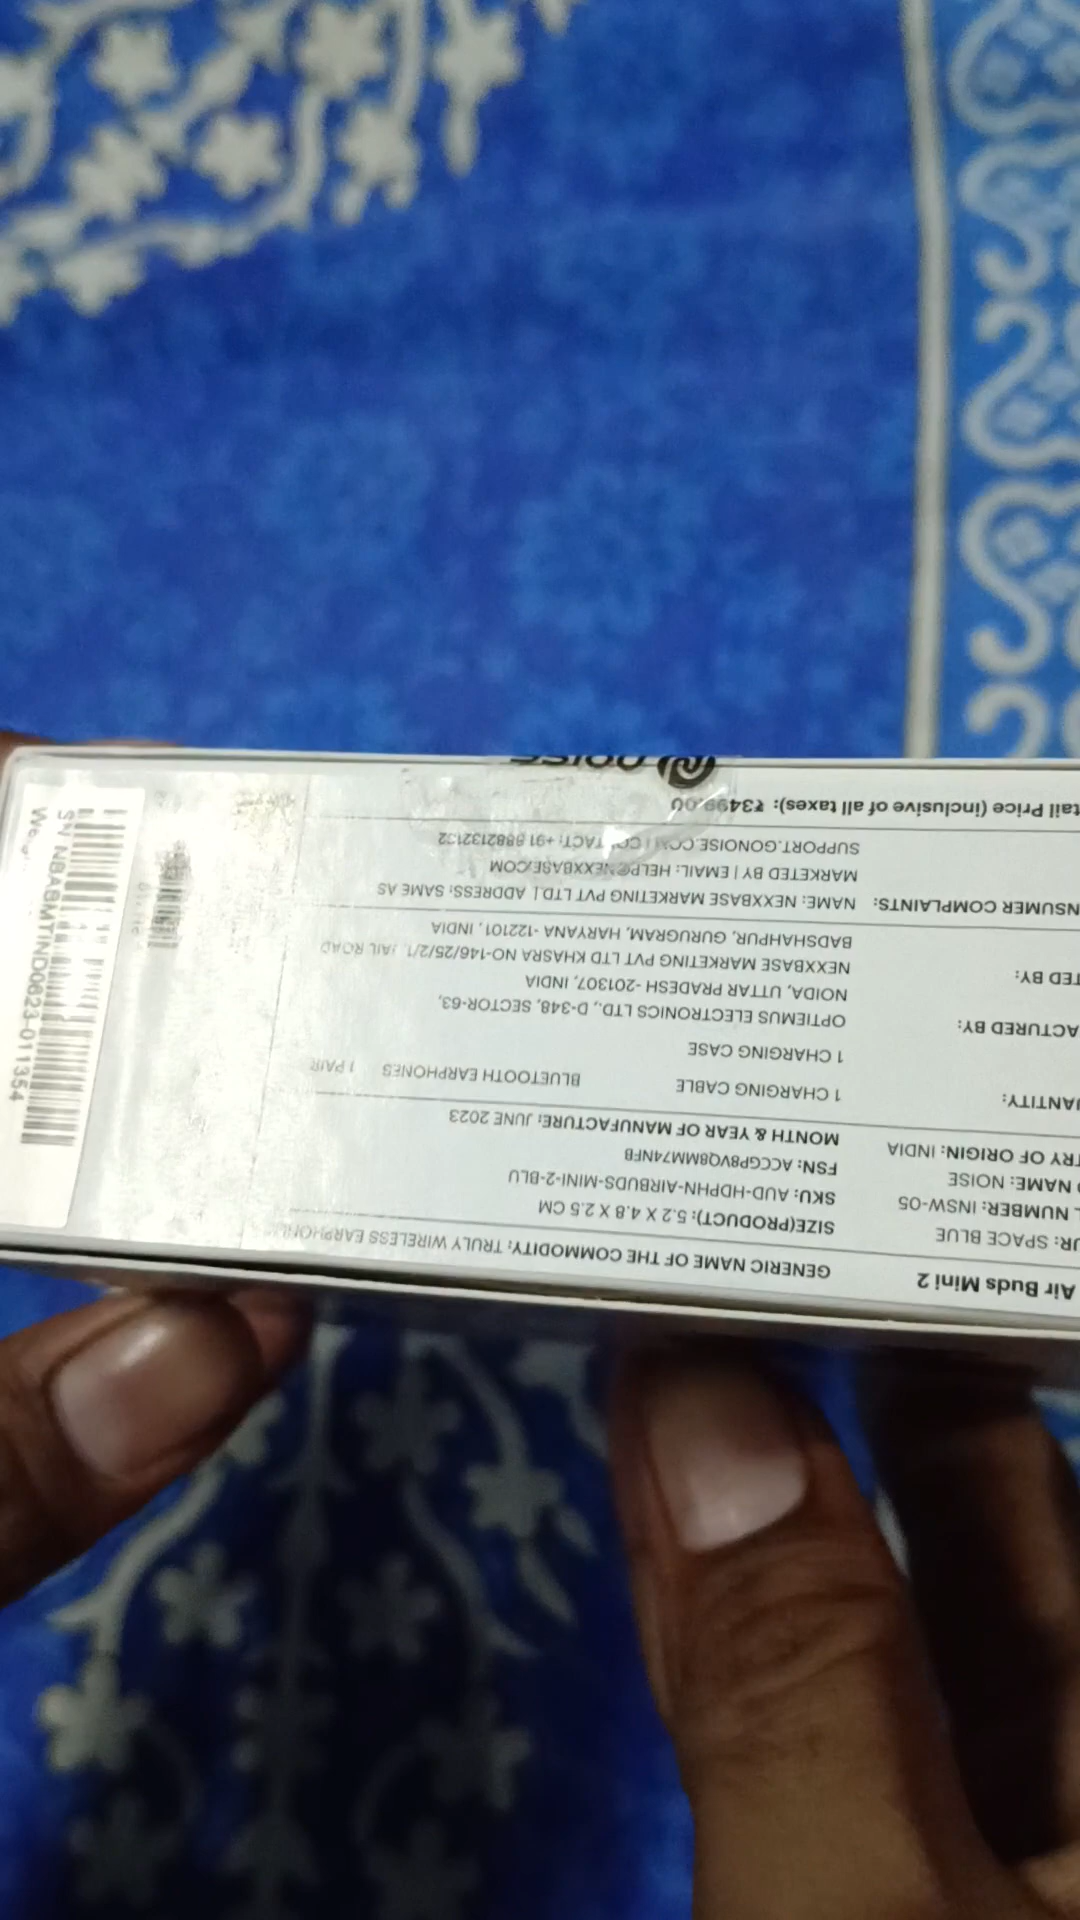 Air Buds Mini 2
GENERIC NAME OF THE COMMODITY: TRULY WIRELESS EARPHONE
UR: SPACE BLUE
SIZE(PRODUCT): 5.2 X 4.8 X 2.5 CM
L NUMBER: INSW-05
SKU: AUD-HDPHN-AIRBUDS-MINI-2-BLU
D NAME: NOISE
FSN: ACCGP8VQ8MM74NFB
TRY OF ORIGIN: INDIA
MONTH & YEAR OF MANUFACTURE: JUNE 2023
ANTITY:
1 CHARGING CABLE BLUETOOTH EARPHONES 1 PAIR
1 CHARGING CASE
ACTURED BY:
OPTIEMUS ELECTRONICS LTD., D-348, SECTOR-63,
NOIDA, UTTAR PRADESH -201307, INDIA
TED BY:
NEXXBASE MARKETING PVT LTD KHASRA NO-146/25/2/1, JAIL ROAD
BADSHAHPUR, GURUGRAM, HARYANA -122101, INDIA
NSUMER COMPLAINTS: NAME: NEXXBASE MARKETING PVT LTD | ADDRESS: SAME AS
MARKETED BY | EMAIL: HELP@NEXXBASE.COM
SUPPORT.GONOISE.COM | CONTACT: +91 8882132132
tail Price (inclusive of all taxes): ₹3499.00
noise
SN NBABMTIND0623-011354